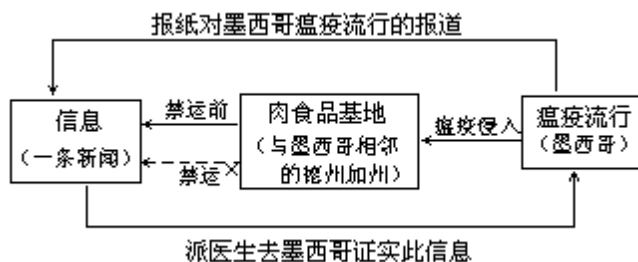 报纸对墨西哥瘟疫流行的报道
信息
（一条新闻）
禁运前
禁运
肉食品基地
（与墨西哥相邻
的德州加州）
瘟疫侵入
瘟疫流行
（墨西哥）
派医生去墨西哥证实此信息